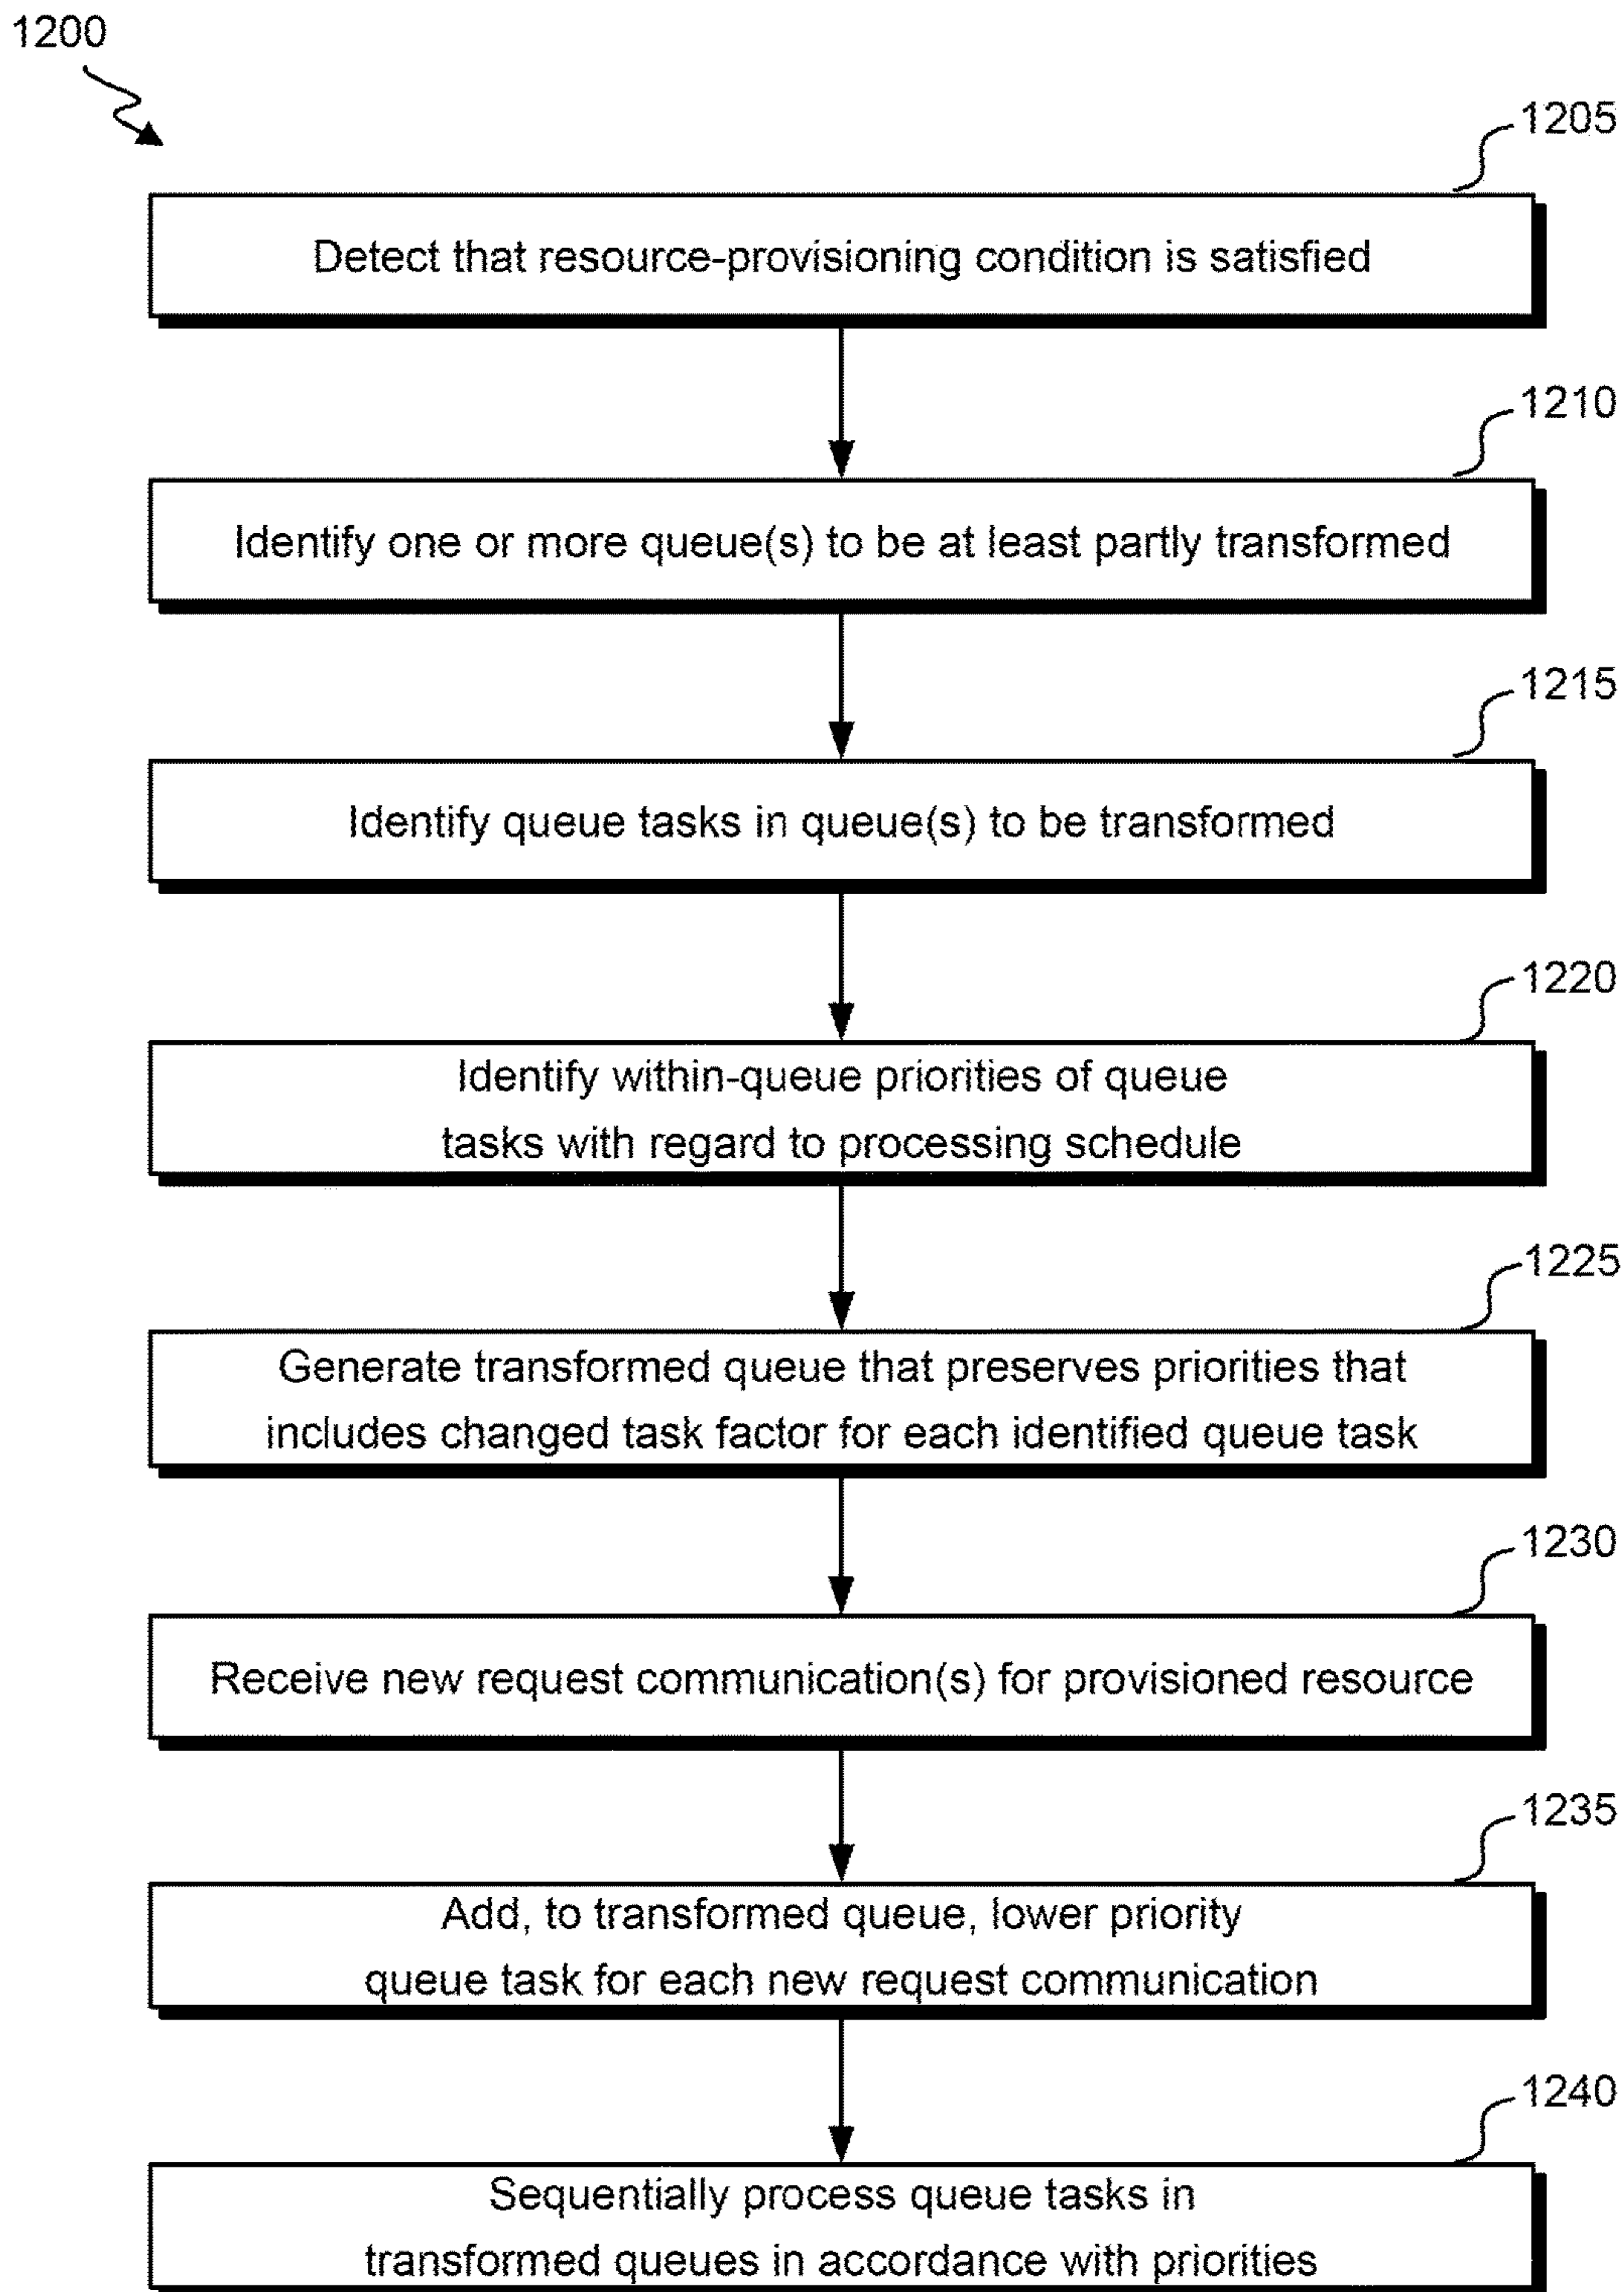 1200
1205
Detect that resource-provisioning condition is satisfied
1210
Identify one or more queue(s) to be at least partly transformed
1215
Identify queue tasks in queue(s) to be transformed
1220
Identify within-queue priorities of queue
tasks with regard to processing schedule
1225
Generate transformed queue that preserves priorities that
includes changed task factor for each identified queue task
1230
Receive new request communication(s) for provisioned resource
1235
Add, to transformed queue, lower priority
queue task for each new request communication
1240
Sequentially process queue tasks in
transformed queues in accordance with priorities